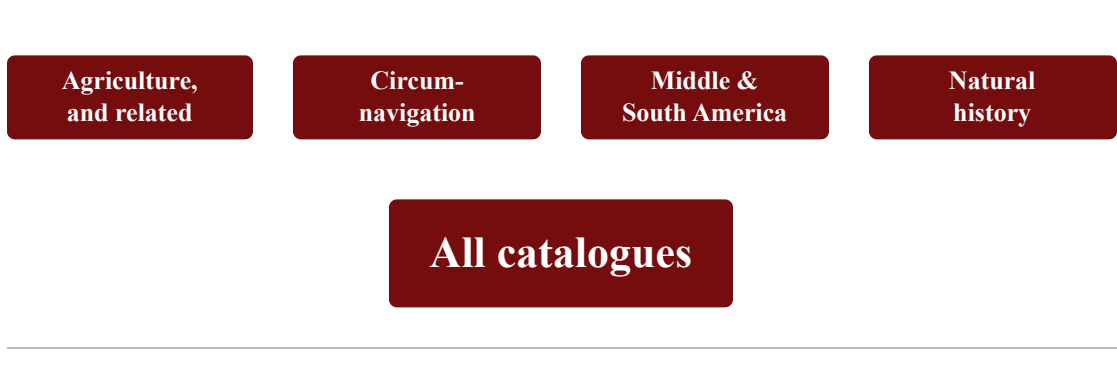 Agriculture,
and related
Circum-
navigation
Middle &
South America
Natural
history
All catalogues